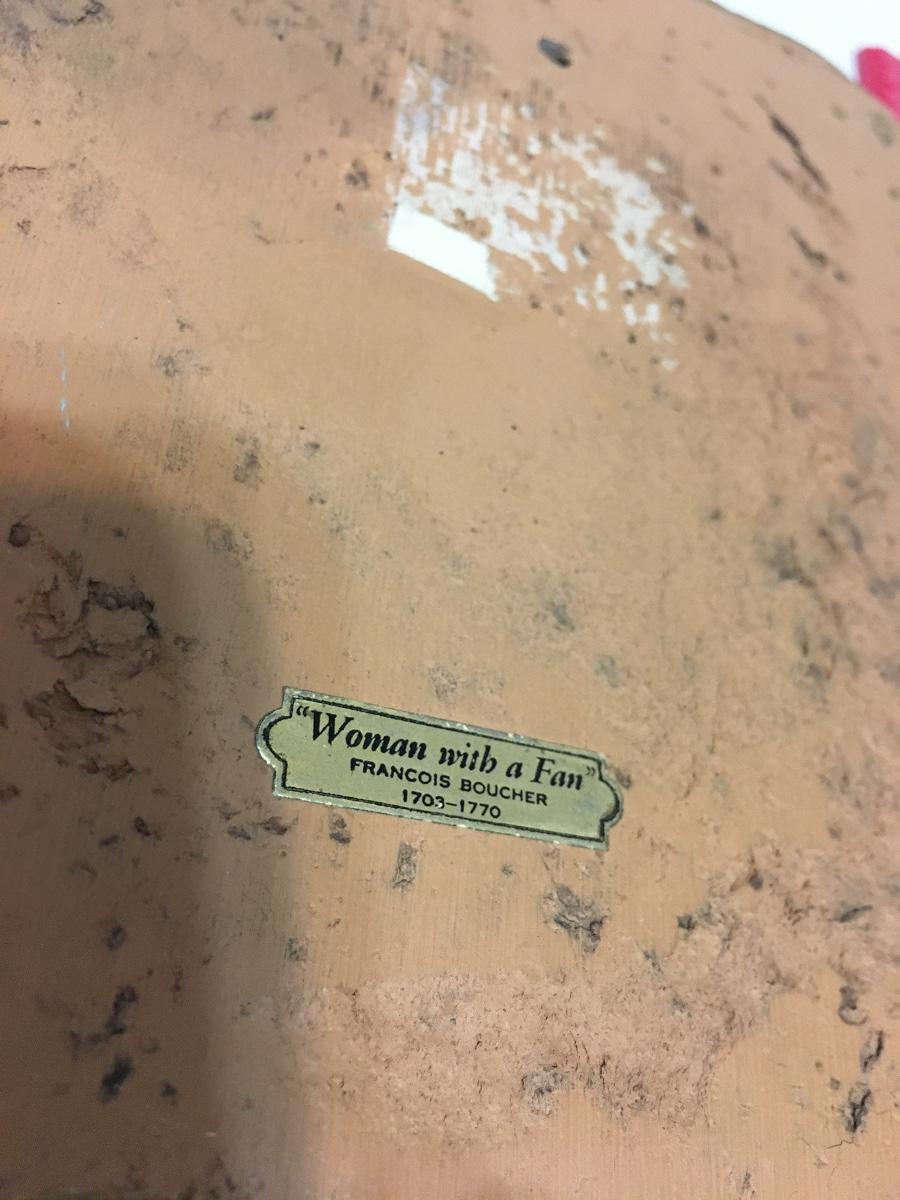 "Woman with a Fan"
FRANCOIS BOUCHER
1703–1770